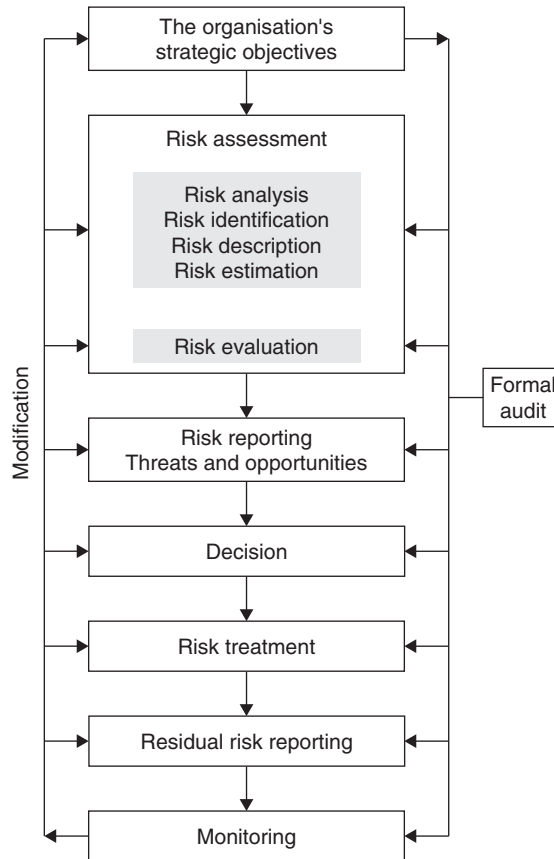 The organisation's
strategic objectives
Risk assessment
Risk analysis
Risk identification
Risk description
Risk estimation
Risk evaluation
Modification
Formal
audit
Risk reporting
Threats and opportunities
Decision
Risk treatment
Residual risk reporting
Monitoring